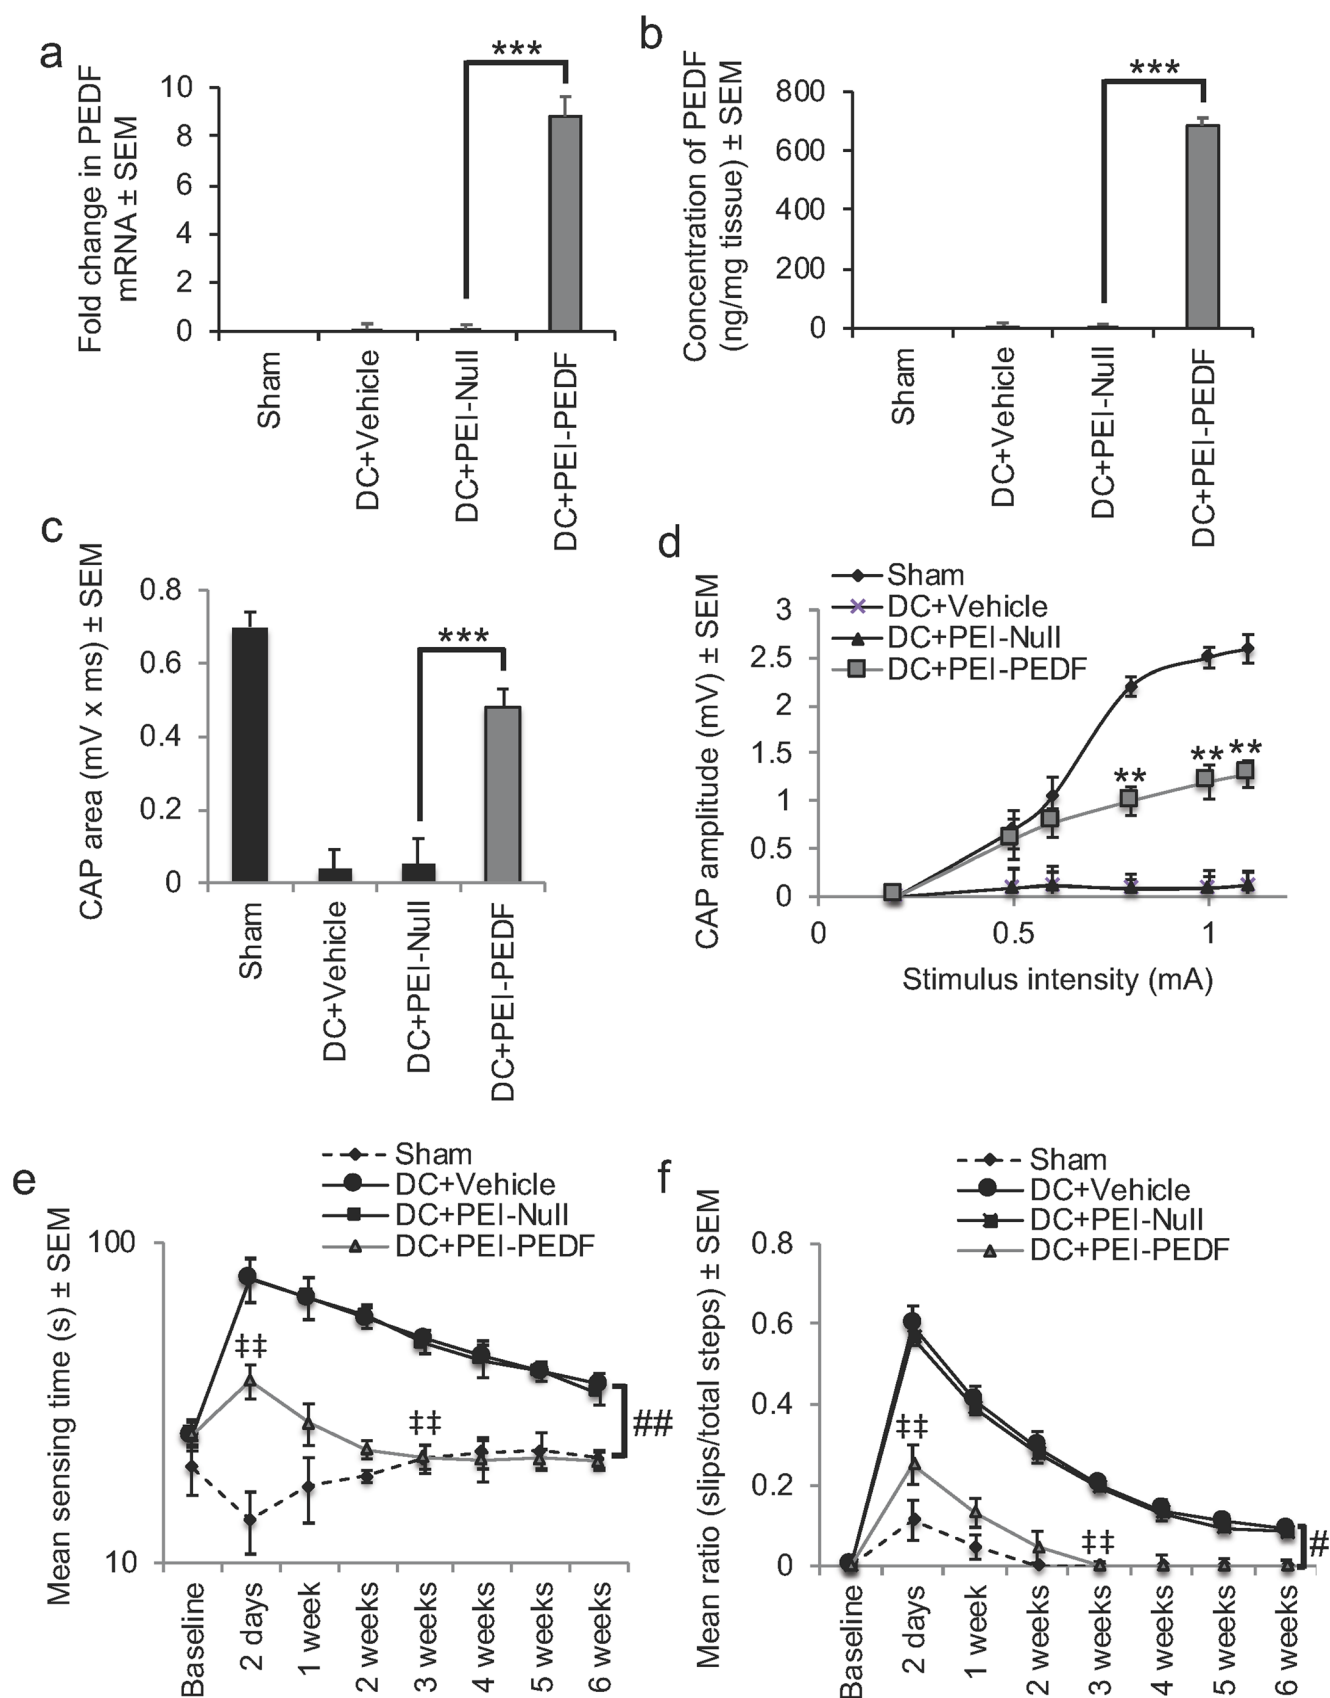 a
Fold change in PEDF
mRNA ± SEM
10
8
6
4
2
0
***
Sham
DC+Vehicle
DC+PEI-Null
DC+PEI-PEDF
b
Concentration of PEDF
(ng/mg tissue) ± SEM
800
600
400
200
0
***
Sham
DC+Vehicle
DC+PEI-Null
DC+PEI-PEDF
c
CAP area (mV x ms) ± SEM
0.8
0.6
0.4
0.2
0
***
Sham
DC+Vehicle
DC+PEI-Null
DC+PEI-PEDF
d
Sham
DC+Vehicle
DC+PEI-Null
DC+PEI-PEDF
CAP amplitude (mV) ± SEM
3
2.5
2
1.5
1
0.5
0
** ** **
0 0.5 1
Stimulus intensity (mA)
e
Sham
DC+Vehicle
DC+PEI-Null
DC+PEI-PEDF
Mean sensing time (s) ± SEM
100
10
‡‡
‡‡
##
Baseline
2 days
1 week
2 weeks
3 weeks
4 weeks
5 weeks
6 weeks
f
Sham
DC+Vehicle
DC+PEI-Null
DC+PEI-PEDF
Mean ratio (slips/total steps) ± SEM
0.8
0.6
0.4
0.2
0
‡‡
‡‡
#
Baseline
2 days
1 week
2 weeks
3 weeks
4 weeks
5 weeks
6 weeks